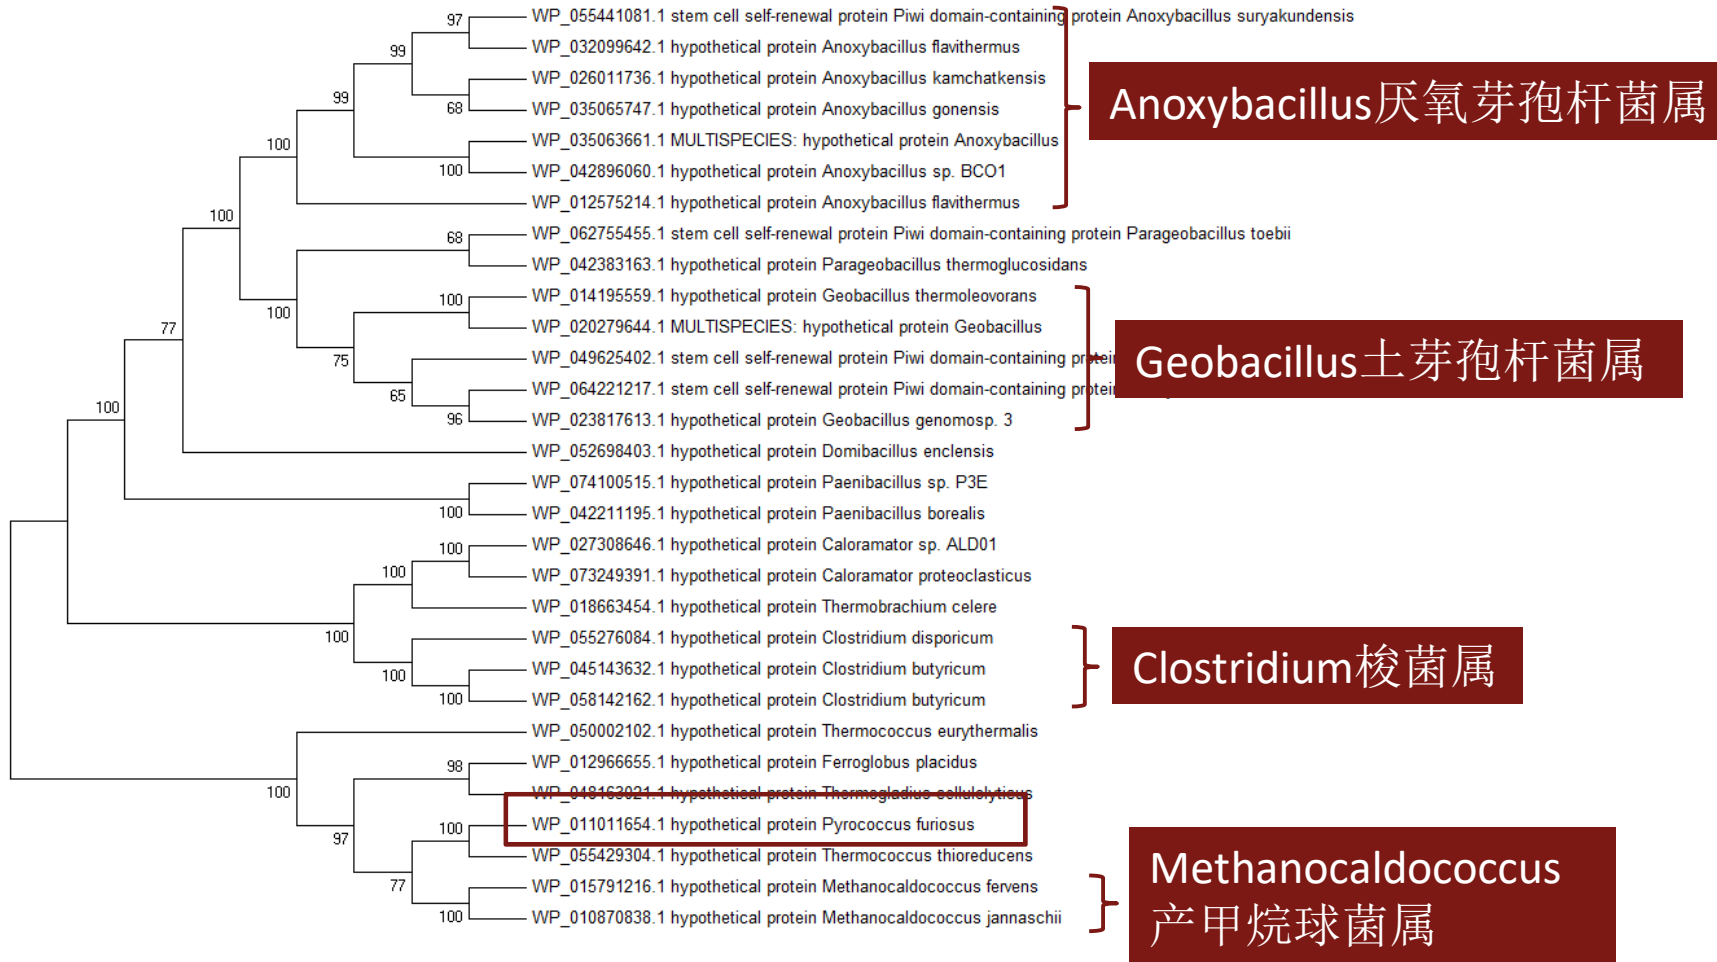 97
WP_055441081.1 stem cell self-renewal protein Piwi domain-containing protein Anoxybacillus suryakundensis
99
WP_032099642.1 hypothetical protein Anoxybacillus flavithermus
WP_026011736.1 hypothetical protein Anoxybacillus kamchatkensis
99
68
WP_035065747.1 hypothetical protein Anoxybacillus gonensis
Anoxybacillus厌氧芽孢杆菌属
100
WP_035063661.1 MULTISPECIES: hypothetical protein Anoxybacillus
100
WP_042896060.1 hypothetical protein Anoxybacillus sp. BCO1
WP_012575214.1 hypothetical protein Anoxybacillus flavithermus
100
68
WP_062755455.1 stem cell self-renewal protein Piwi domain-containing protein Parageobacillus toebii
WP_042383163.1 hypothetical protein Parageobacillus thermoglucosidans
100
100
WP_014195559.1 hypothetical protein Geobacillus thermoleovorans
77
WP_020279644.1 MULTISPECIES: hypothetical protein Geobacillus
75
WP_049625402.1 stem cell self-renewal protein Piwi domain-containing protein
Geobacillus土芽孢杆菌属
65
WP_064221217.1 stem cell self-renewal protein Piwi domain-containing protein
100
96
WP_023817613.1 hypothetical protein Geobacillus genomosp. 3
WP_052698403.1 hypothetical protein Domibacillus enclensis
WP_074100515.1 hypothetical protein Paenibacillus sp. P3E
100
WP_042211195.1 hypothetical protein Paenibacillus borealis
100
WP_027308646.1 hypothetical protein Caloramator sp. ALD01
100
WP_073249391.1 hypothetical protein Caloramator proteoclasticus
WP_018663454.1 hypothetical protein Thermobrachium celere
100
WP_055276084.1 hypothetical protein Clostridium disporicum
100
WP_045143632.1 hypothetical protein Clostridium butyricum
Clostridium梭菌属
100
WP_058142162.1 hypothetical protein Clostridium butyricum
WP_050002102.1 hypothetical protein Thermococcus eurythermalis
98
WP_012966655.1 hypothetical protein Ferroglobus placidus
100
WP_048163021.1 hypothetical protein Thermogladius cellulolyticus
97
100
WP_011011654.1 hypothetical protein Pyrococcus furiosus
WP_055429304.1 hypothetical protein Thermococcus thioreducens
77
WP_015791216.1 hypothetical protein Methanocaldococcus fervens
100
WP_010870838.1 hypothetical protein Methanocaldococcus jannaschii
Methanocaldococcus
产甲烷球菌属